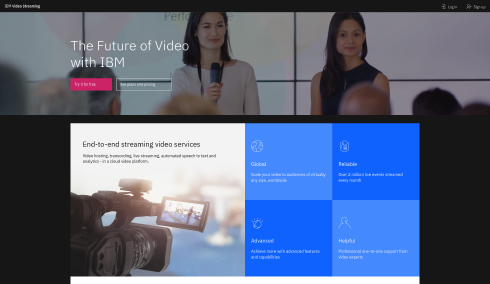 IBM Video Streaming
Log in
Sign up
The Future of Video
with IBM
Try it for free
See plans and pricing
End-to-end streaming video services
Video hosting, transcoding, live streaming, automated speech to text and
analytics - in a cloud video platform.
Global
Scale your video to audiences of virtually
any size, worldwide
Reliable
Over 2 million live events streamed
every month
Advanced
Achieve more with advanced features
and capabilities
Helpful
Professional one-to-one support from
video experts